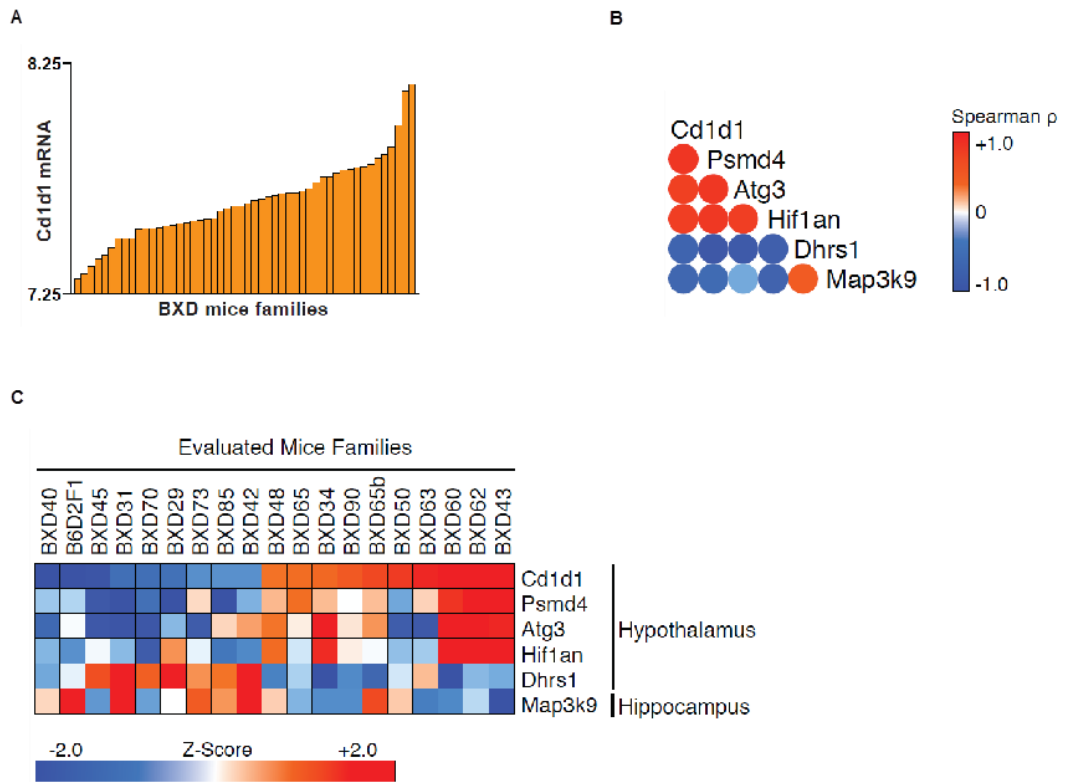 A
B
8.25
Cd1d1 mRNA
7.25
BXD mice families
Spearman ρ
+1.0
0
-1.0
Cd1d1
Psmd4
Atg3
Hif1an
Dhrs1
Map3k9
C
Evaluated Mice Families
BXD40
B6D2F1
BXD45
BXD31
BXD70
BXD29
BXD73
BXD85
BXD42
BXD48
BXD65
BXD34
BXD90
BXD65b
BXD50
BXD63
BXD60
BXD62
BXD43
Cd1d1
Psmd4
Atg3
Hif1an
Dhrs1
Map3k9
Hypothalamus
Hippocampus
-2.0 Z-Score +2.0